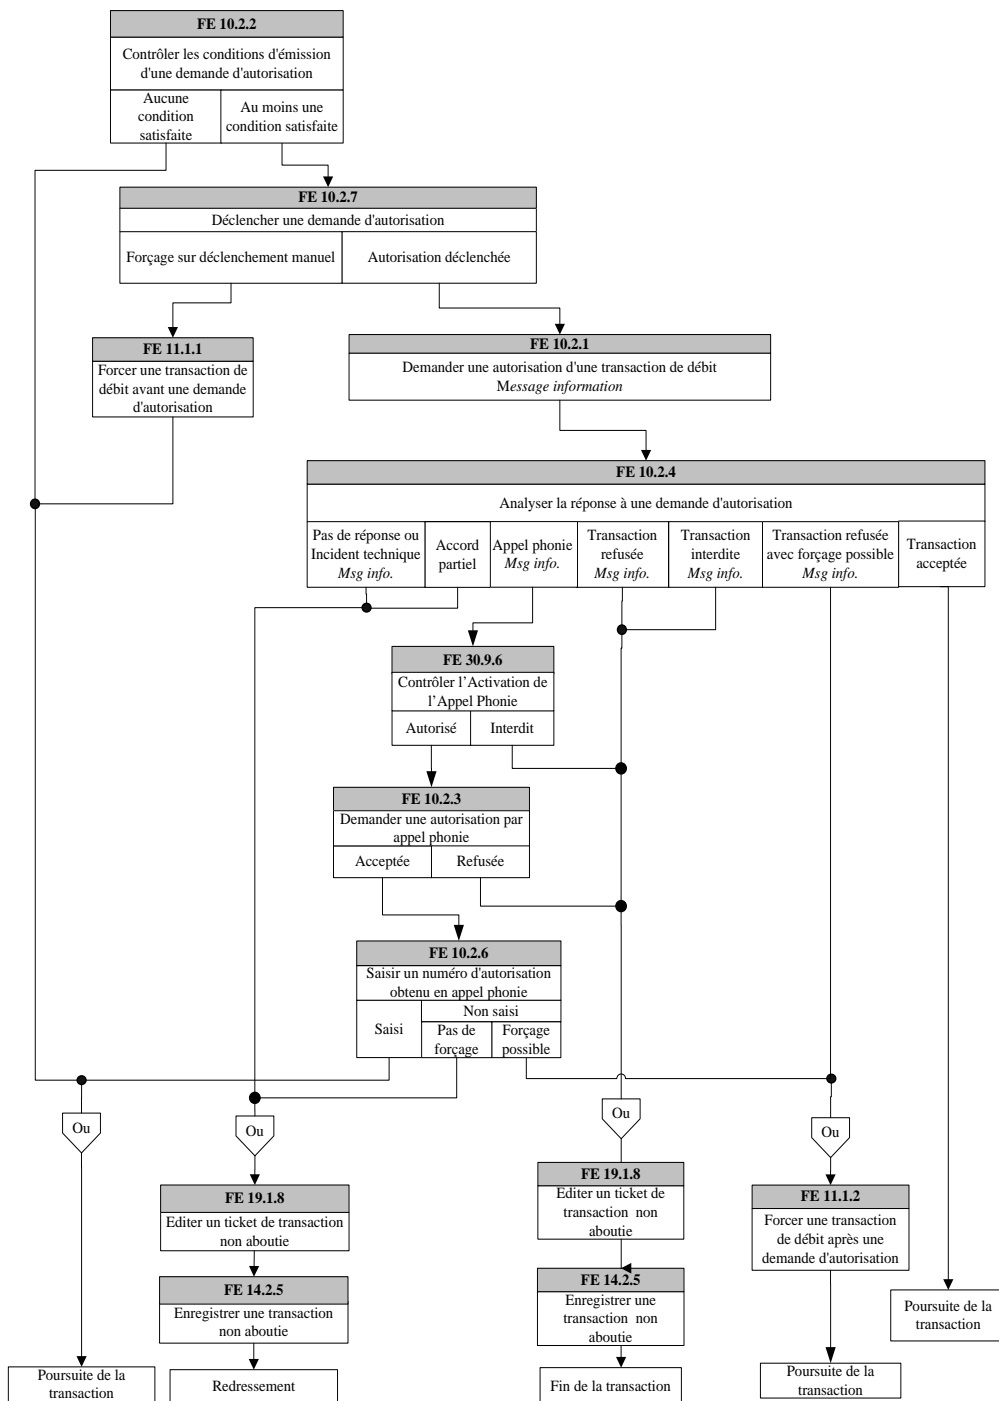 FE 10.2.2
Contrôler les conditions d'émission
d'une demande d'autorisation
Aucune
condition
satisfaite
Au moins une
condition satisfaite
FE 10.2.7
Déclencher une demande d'autorisation
Forçage sur déclenchement manuel
Autorisation déclenchée
FE 11.1.1
Forcer une transaction de
débit avant une demande
d'autorisation
FE 10.2.1
Demander une autorisation d'une transaction de débit
Message information
FE 10.2.4
Analyser la réponse à une demande d'autorisation
Pas de réponse ou
Incident technique
Msg info.
Accord
partiel
Appel phonie
Msg info.
Transaction
refusée
Msg info.
Transaction
interdite
Msg info.
Transaction refusée
avec forçage possible
Msg info.
Transaction
acceptée
FE 30.9.6
Contrôler l'Activation de
l'Appel Phonie
Autorisé
Interdit
FE 10.2.3
Demander une autorisation par
appel phonie
Acceptée
Refusée
FE 10.2.6
Saisir un numéro d'autorisation
obtenu en appel phonie
Saisi
Non saisi
Pas de
forçage
Forçage
possible
Ou
Ou
Ou
Ou
FE 19.1.8
Editer un ticket de transaction
non aboutie
FE 14.2.5
Enregistrer une transaction
non aboutie
FE 19.1.8
Editer un ticket de
transaction non
aboutie
FE 14.2.5
Enregistrer une
transaction non
aboutie
FE 11.1.2
Forcer une transaction
de débit après une
demande d'autorisation
Poursuite de la
transaction
Poursuite de la
transaction
Redressement
Fin de la transaction
Poursuite de la
transaction